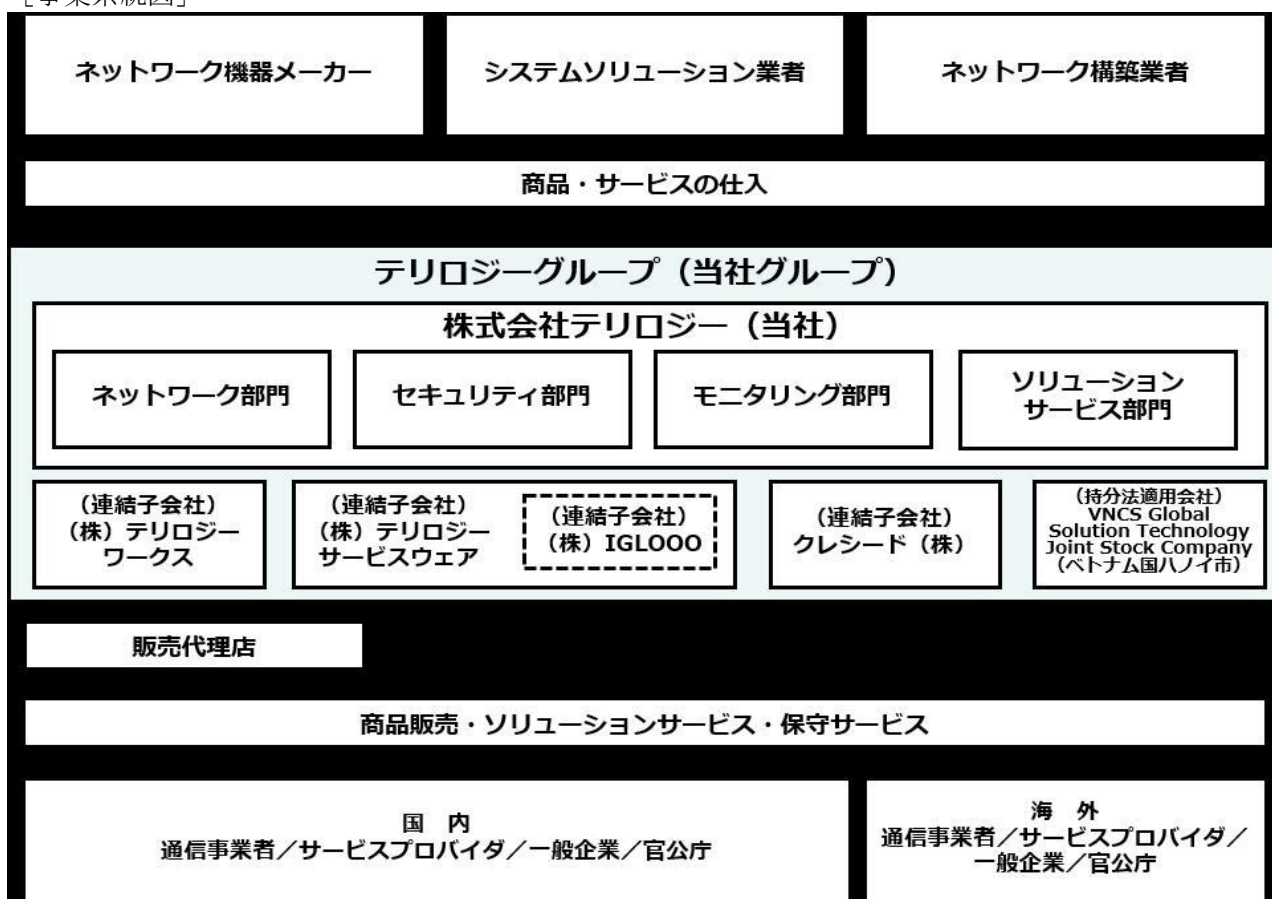 [事業系統図]
ネットワーク機器メーカー
システムソリューション業者
ネットワーク構築業者
商品・サービスの仕入
テリロジーグループ（当社グループ）
株式会社テリロジー（当社）
ネットワーク部門
セキュリティ部門
モニタリング部門
ソリューション
サービス部門
（連結子会社）
（株）テリロジー
ワークス
（連結子会社）
（株）テリロジー
サービスウェア
（連結子会社）
（株）IGLOOO
（連結子会社）
クレシード（株）
（持分法適用会社）
VNCS Global
Solution Technology
Joint Stock Company
（ベトナム国ハノイ市）
販売代理店
商品販売・ソリューションサービス・保守サービス
国　内
通信事業者／サービスプロバイダ／一般企業／官公庁
海　外
通信事業者／サービスプロバイダ／
一般企業／官公庁